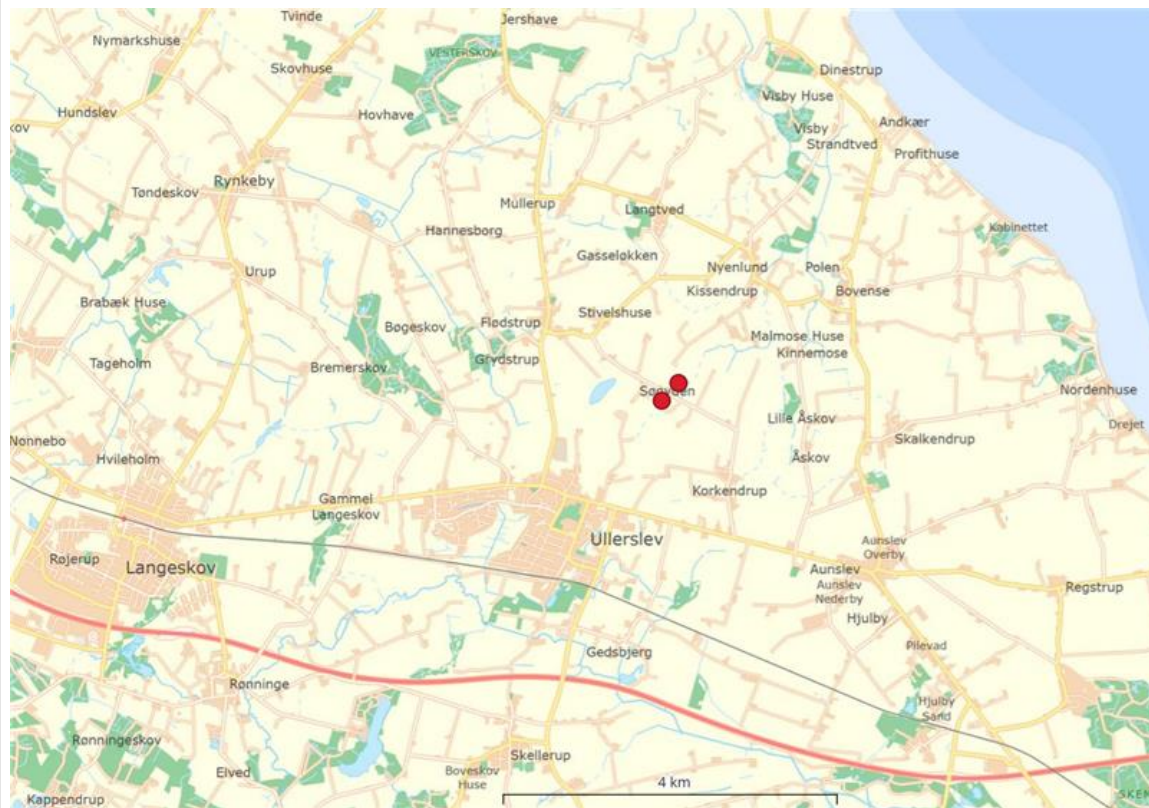 Tvinde
Jershave
Nymarkshuse
VESTERSKOV
Skovhuse
Dinestrup
Visby Huse
Hundslev
Hovhave
Andkær
kov
Visby
Strandtved
Profithuse
Rynkeby
Tøndeskov
Müllerup
Langtved
Hannesborg
Kabinettet
Gasseløkken
Urup
Nyenlund
Polen
Kissendrup
Bovense
Brabæk Huse
Stivelshuse
Flødstrup
Bøgeskov
Malmose Huse
Kinnemose
Tageholm
Bremerskov
Grydstrup
Nordenhuse
Lille Åskov
Drejet
Skalkendrup
Nonnebo
Hvileholm
Åskov
Korkendrup
Gammel
Langeskov
Ullerslev
Aunslev
Overby
Røjerup
Langeskov
Aunslev
Aunslev
Nederby
Regstrup
Hjulby
Gedsbjerg
Pilevad
Rønninge
Hjulby
Sand
Rønningeskov
Skellerup
Elved
Boveskov
Huse
4 km
Kappendrup
SKEN